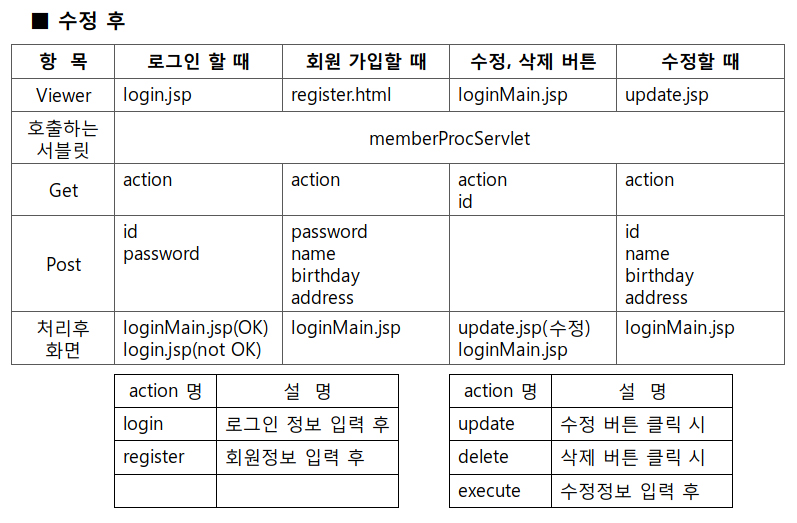 ■ 수정 후
항 목 로그인 할 때 회원 가입할 때 수정, 삭제 버튼 수정할 때
Viewer login.jsp register.html loginMain.jsp update.jsp
호출하는
서블릿
memberProcServlet
Get
action
action
action
id
action
Post
id
password
password
name
birthday
address
id
name
birthday
address
처리후
화면
loginMain.jsp(OK)
login.jsp(not OK)
loginMain.jsp
update.jsp(수정)
loginMain.jsp
loginMain.jsp
action 명 설 명
login 로그인 정보 입력 후
register 회원정보 입력 후
action 명 설 명
update 수정 버튼 클릭 시
delete 삭제 버튼 클릭 시
execute 수정정보 입력 후